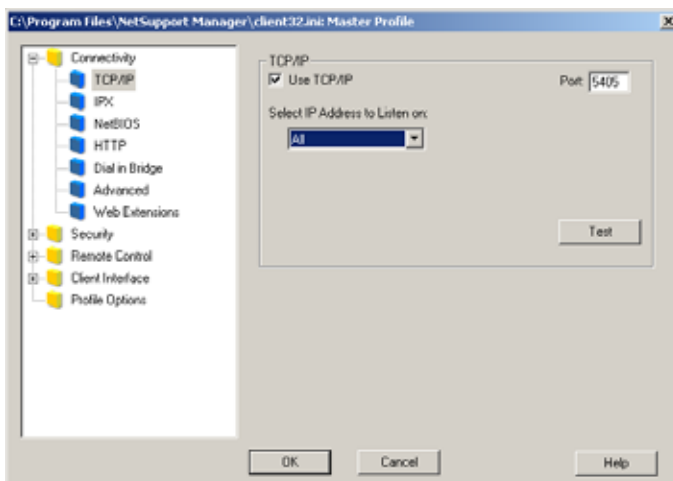 C:\Program Files\NetSupport Manager\client32.ini: Master Profile
Connectivity
TCP/IP
IPX
NetBIOS
HTTP
Dial in Bridge
Advanced
Web Extensions
Security
Remote Control
Client Interface
Profile Options
TCP/IP
Use TCP/IP
Port: 5405
Select IP Address to Listen on:
All
Test
OK
Cancel
Help